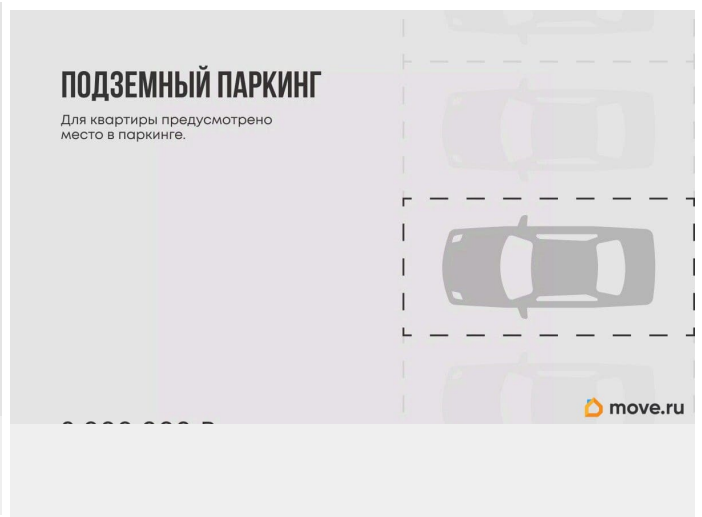 ПОДЗЕМНЫЙ ПАРКИНГ
Для квартиры предусмотрено
место в паркинге.
move.ru